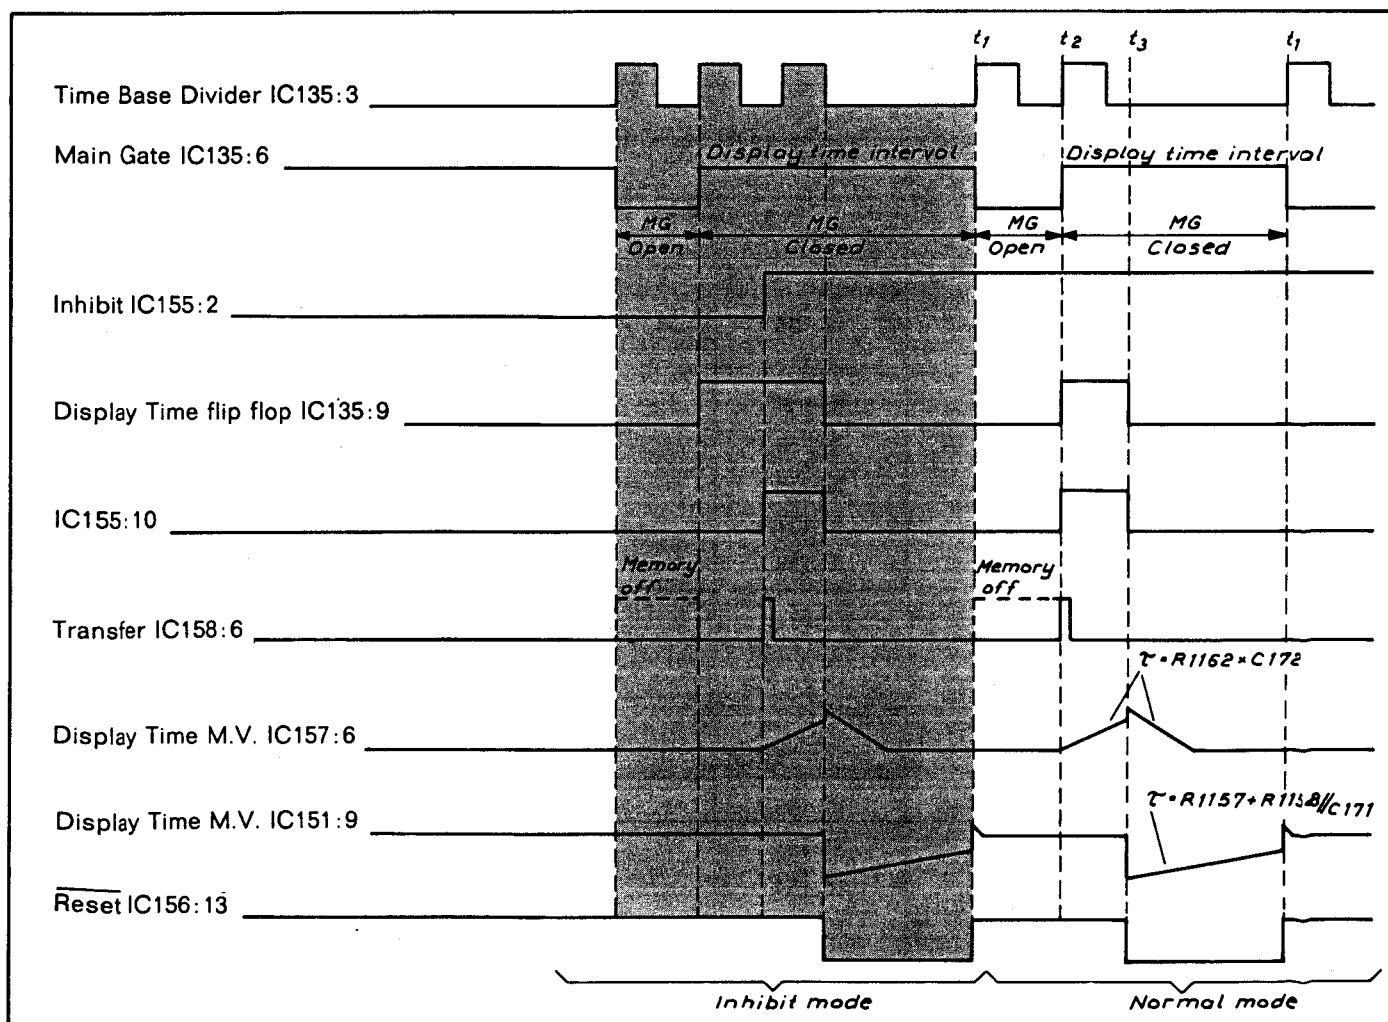 t1 t2 t3 t1
Time Base Divider IC135:3
Main Gate IC135:6
Display time interval
Display time interval
MG Open
MG Closed
MG Open
MG Closed
Inhibit IC155:2
Display Time flip flop IC135:9
IC155:10
Memory off
Memory off
Transfer IC158:6
τ=R1162×C172
Display Time M.V. IC157:6
Display Time M.V. IC151:9
τ=R1157+R1158//C171
Reset IC156:13
Inhibit mode
Normal mode